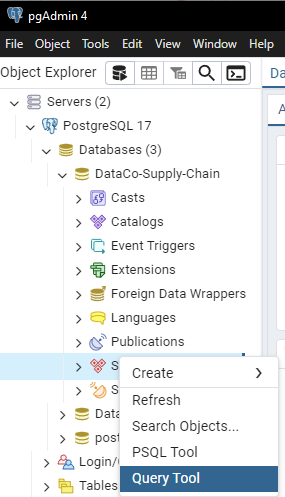 pgAdmin 4
File Object Tools Edit View Window Help
Object Explorer
Da
Servers (2)
A
PostgreSQL 17
Databases (3)
DataCo-Supply-Chain
Casts
Catalogs
Event Triggers
Extensions
Foreign Data Wrappers
Languages
Publications
S
Create
S
Refresh
Data
Search Objects...
post
PSQL Tool
Login/
Query Tool
Tables